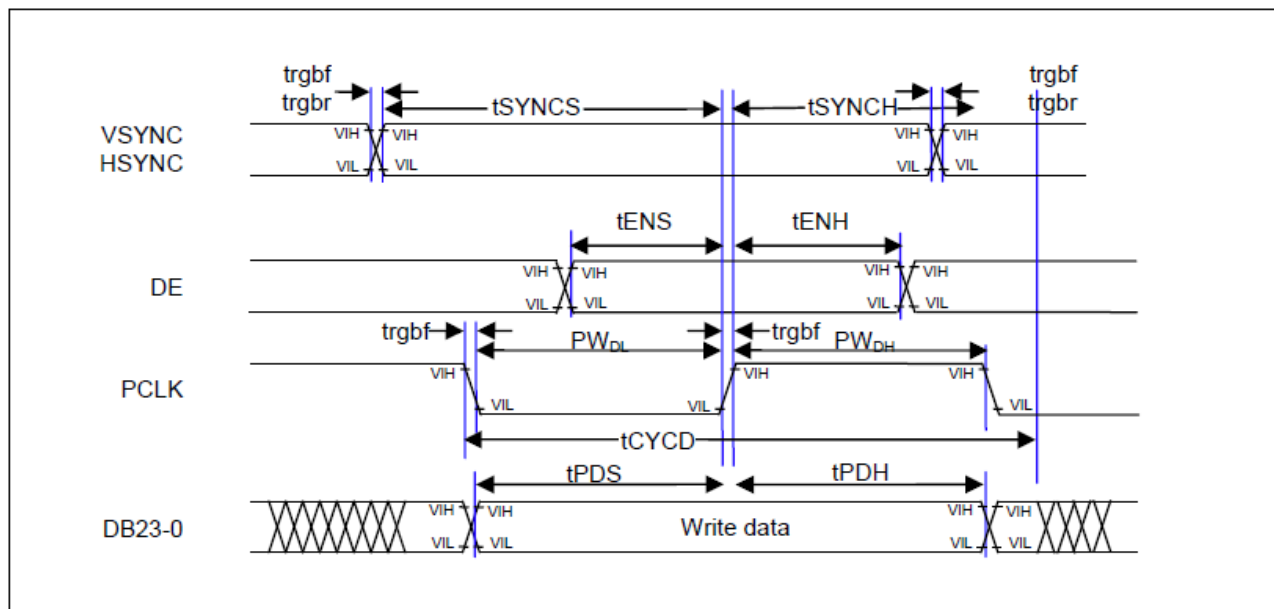 trgbf trgbf
trgbr tSYNCS tSYNCH trgbr
VSYNC VIH VIH VIH VIH
HSYNC VIL VIL VIL VIL
tENS tENH
VIH VIH VIH VIH
DE
VIL VIL VIL VIL
trgbf PWDL trgbf PWDH
VIH VIH VIH
PCLK
VIL VIL VIL
tCYCD
tPDS tPDH
VIH VIH VIH VIH
DB23-0 Write data
VIL VIL VIL VIL